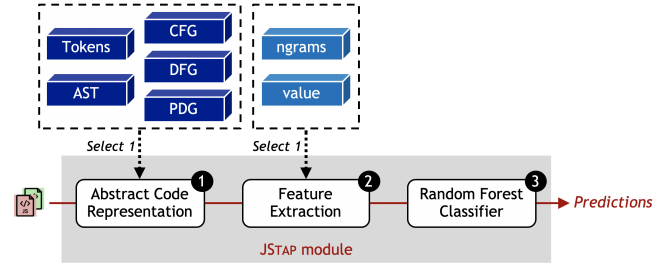 Tokens
CFG
ngrams
DFG
AST
value
PDG
Select 1
Select 1
1
2
3
Abstract Code
Representation
Feature
Extraction
Random Forest
Classifier
</> JS
Predictions
JSTAP module